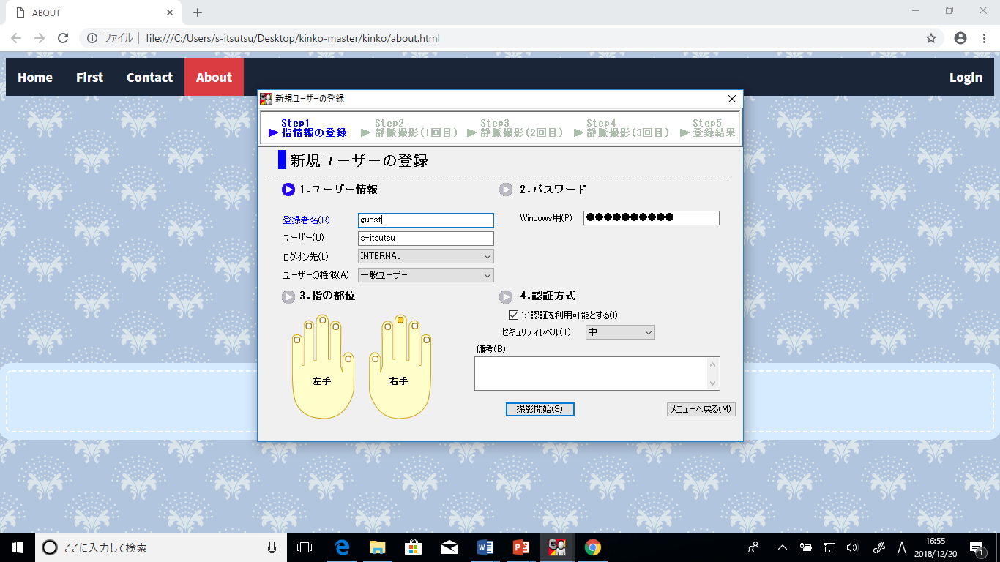 ABOUT
ファイル
file:///C:/Users/s-itsutsu/Desktop/kinko-master/kinko/about.html
Home First Contact About Login
新規ユーザーの登録
Step1 Step2 Step3 Step4 Step5
指情報の登録 静脈撮影(1回目) 静脈撮影(2回目) 静脈撮影(3回目) 登録結果
新規ユーザーの登録
1.ユーザー情報
登録者名(R) guest
ユーザー(U) s-itsutsu
ログオン先(L) INTERNAL
ユーザーの権限(A) 一般ユーザー
2.パスワード
Windows用(P) ●●●●●●●●●●
3.指の部位
左手 右手
4.認証方式
1:1認証を利用可能とする(I)
セキュリティレベル(T) 中
備考(B)
撮影開始(S) メニューへ戻る(M)
ここに入力して検索
A
16:55
2018/12/20
1